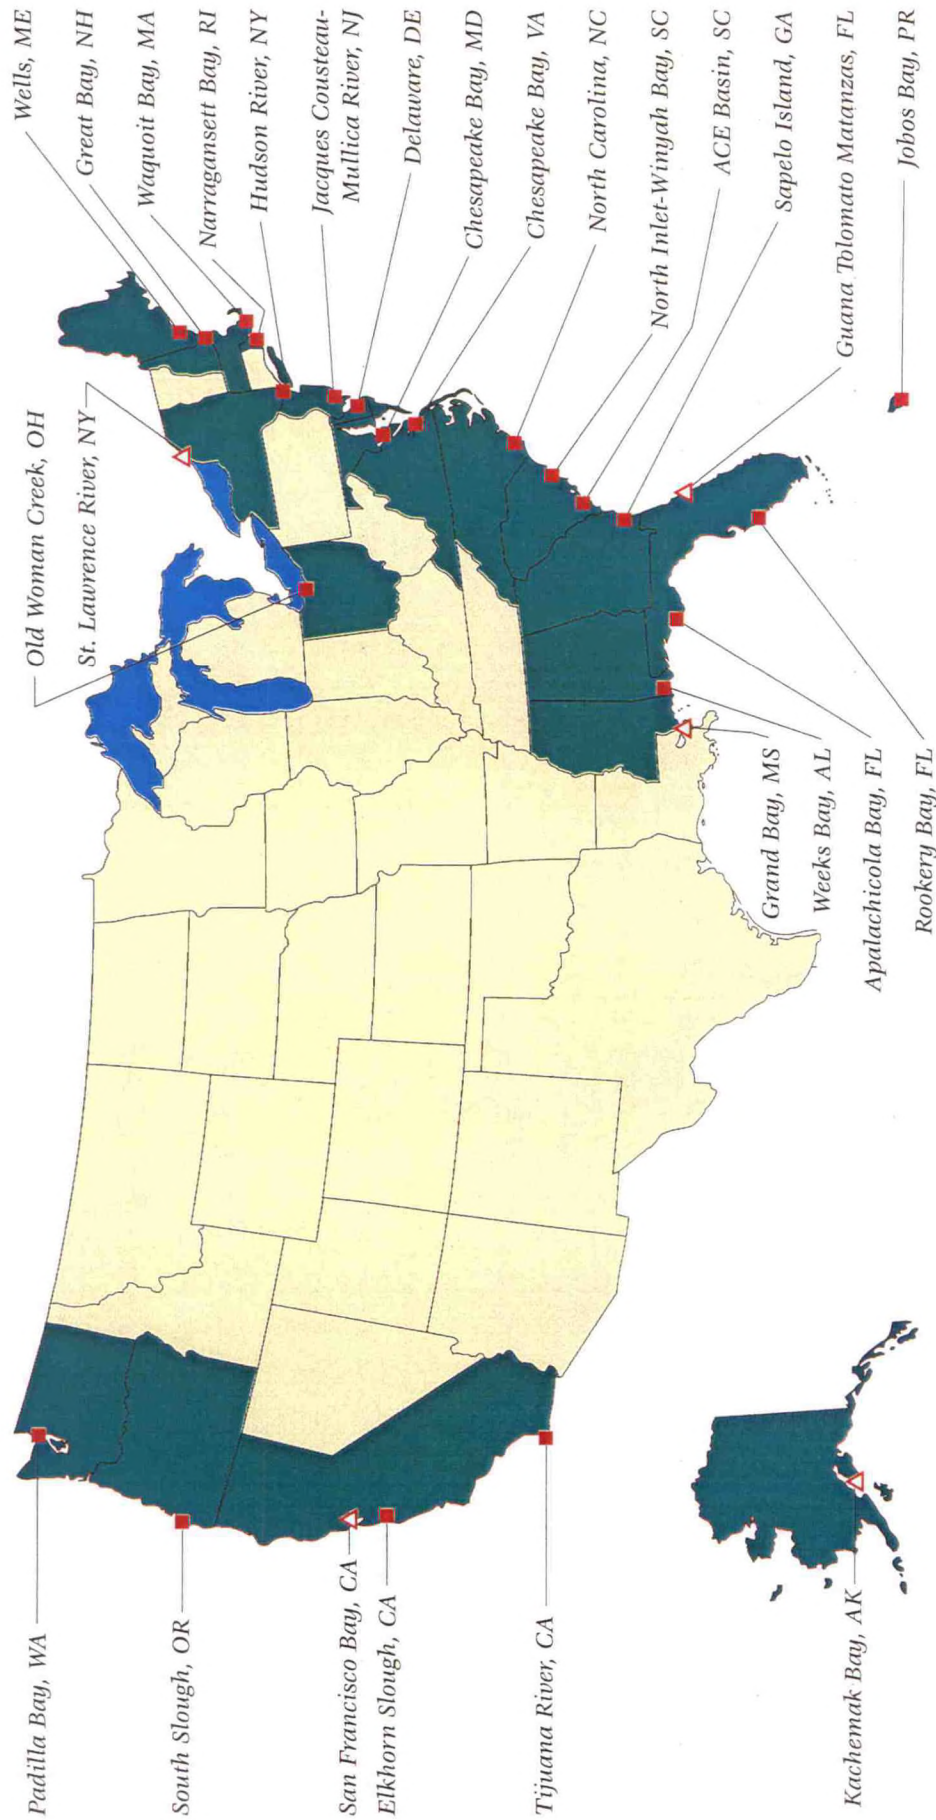 Padilla Bay, WA
South Slough, OR
San Francisco Bay, CA
Elkhorn Slough, CA
Tijuana River, CA
Kachemak Bay, AK
Old Woman Creek, OH
St. Lawrence River, NY
Wells, ME
Great Bay, NH
Waquoit Bay, MA
Narragansett Bay, RI
Hudson River, NY
Jacques Cousteau-
Mullica River, NJ
Delaware, DE
Chesapeake Bay, MD
Chesapeake Bay, VA
North Carolina, NC
North Inlet-Winyah Bay, SC
ACE Basin, SC
Sapelo Island, GA
Guana Tolomato Matanzas, FL
Jobos Bay, PR
Grand Bay, MS
Weeks Bay, AL
Apalachicola Bay, FL
Rookery Bay, FL